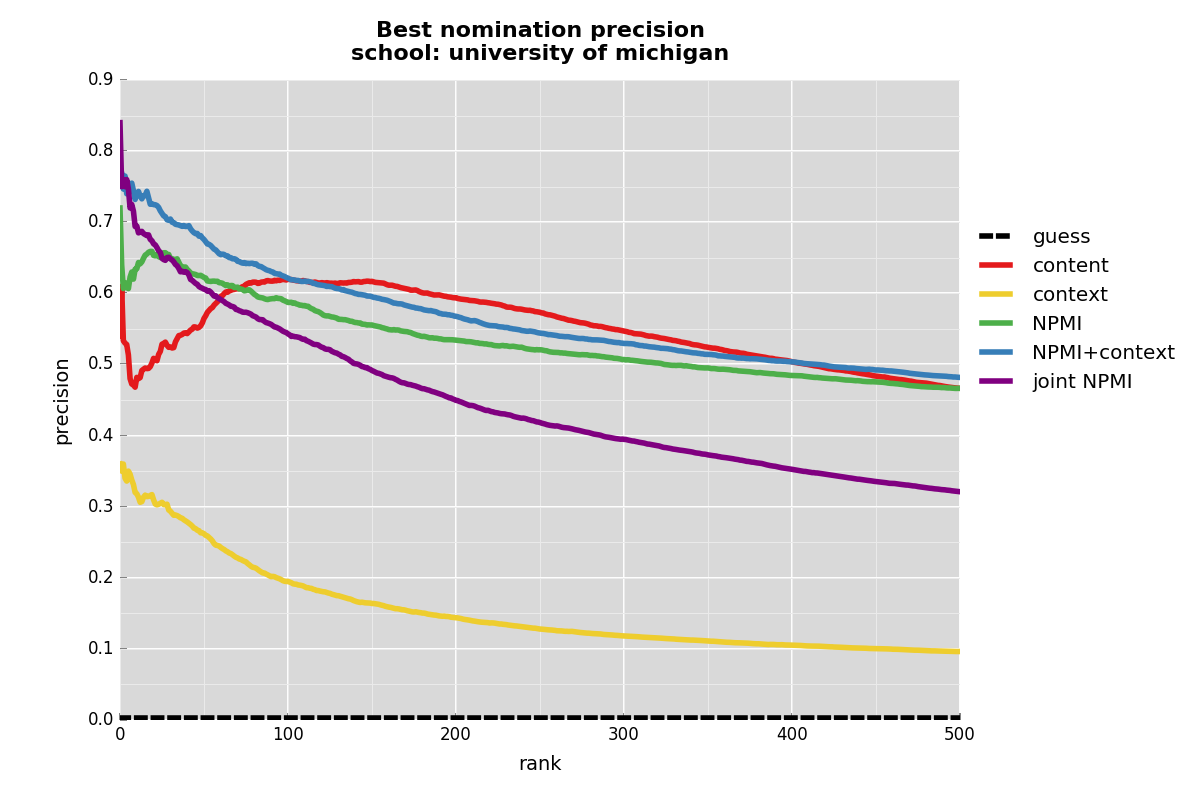 Best nomination precision
school: university of michigan
0.9
0.8
0.7
0.6
0.5
0.4
0.3
0.2
0.1
0.0
precision
0
100
200
300
400
500
rank
guess
content
context
NPMI
NPMI+context
joint NPMI